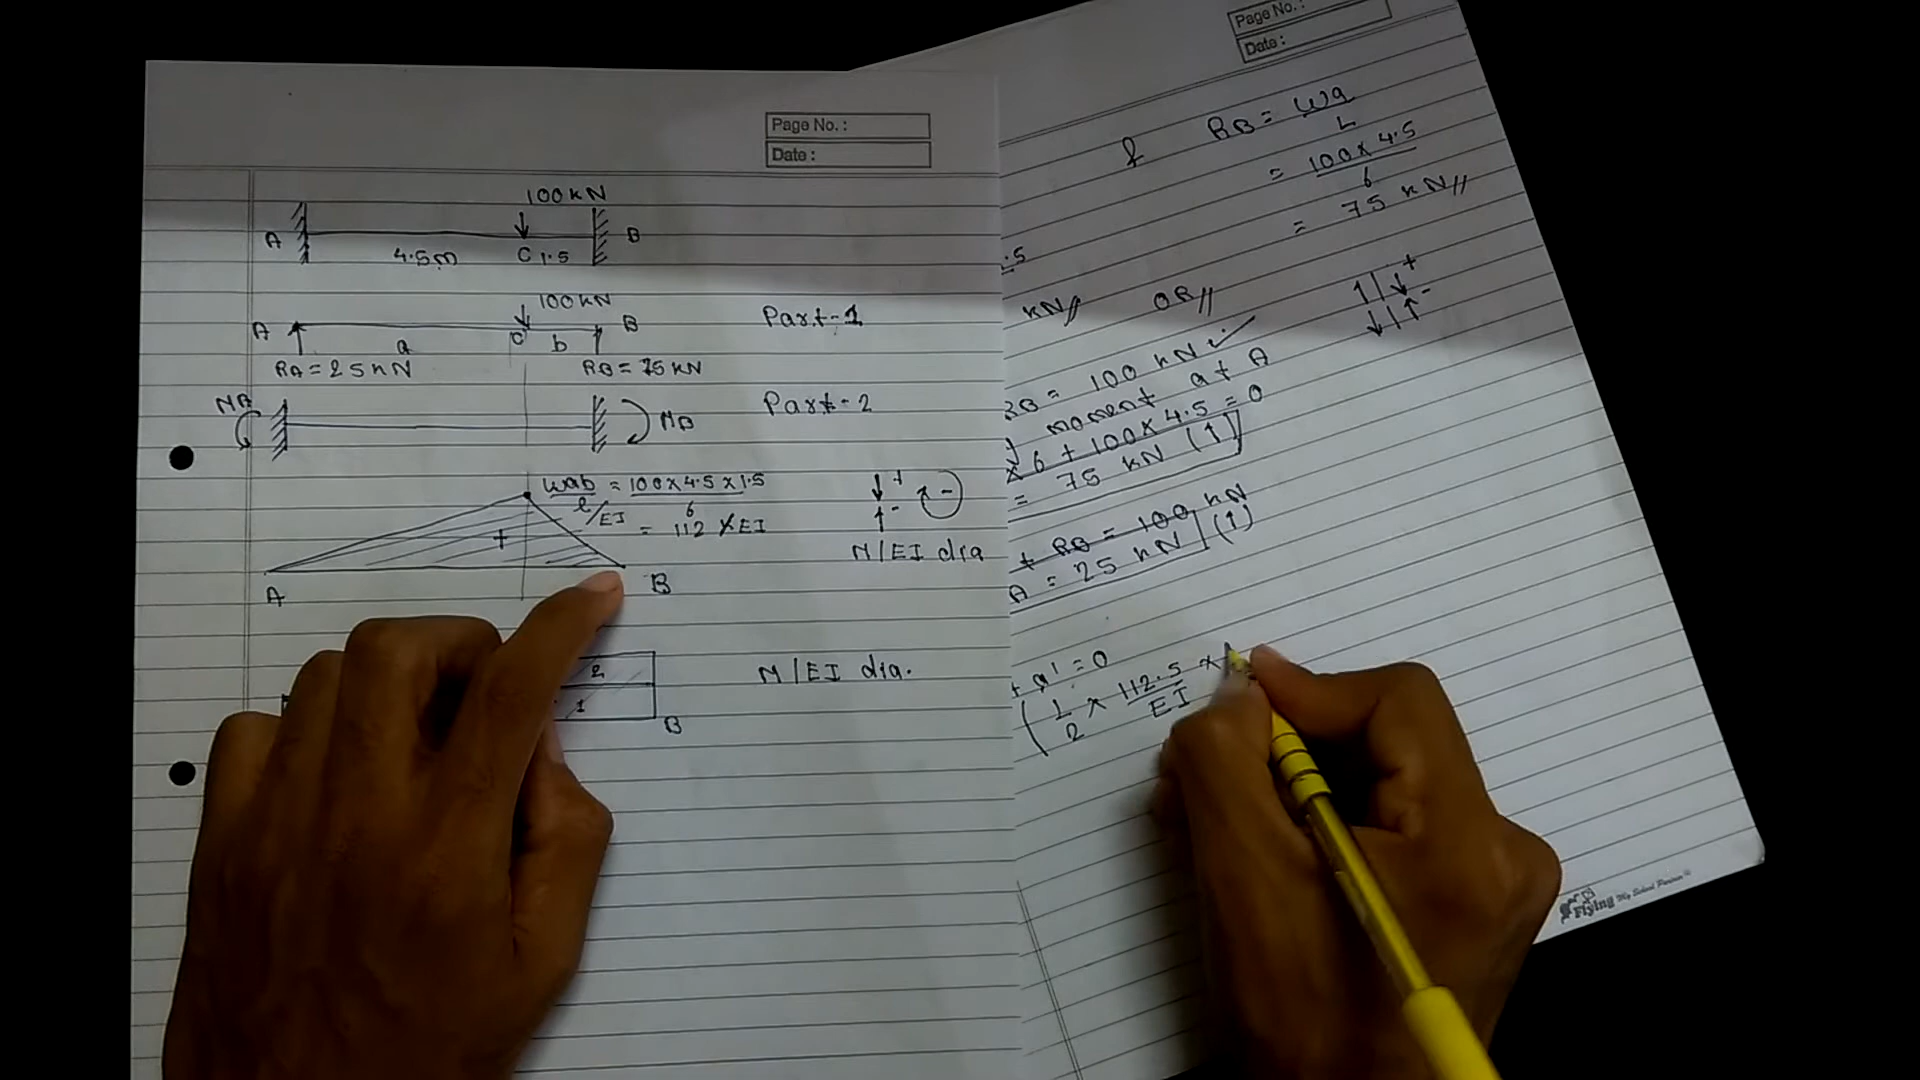 Page No. :
Date :
100 kN
A 4.5m C 1.5 B
100 kN
A a C b B
RA = 25 kN RB = 75 kN
Part-1
MA MB
Part-2
wab = 100 x 4.5 x 1.5
l/EI 6
= 112 /EI
+
A B
+
-
-
M/EI dia
2
1
B
M/EI dia.
Page No. :
Date :
& RB = wa
L
= 100 x 4.5
6
= 75 kN//
.5
kN// OR//
+
-
RB = 100 kN ✓
moment at A
x 6 + 100 x 4.5 = 0
= 75 kN (↑)
+ RB = 100 kN
A = 25 kN (↑)
+ a' = 0
( 1 x 112.5 x
2 EI
Flying